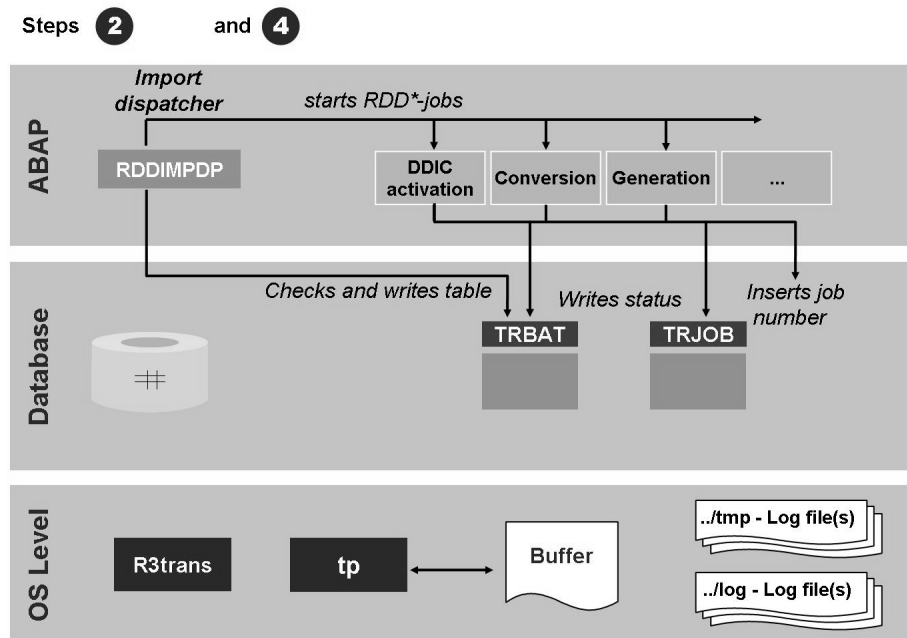 Steps 2 and 4
ABAP
Import
dispatcher
starts RDD*-jobs
RDDIMPDP
DDIC
activation
Conversion
Generation
...
Database
Checks and writes table
Writes status
Inserts job
number
TRBAT
TRJOB
OS Level
R3trans
tp
Buffer
../tmp - Log file(s)
../log - Log file(s)